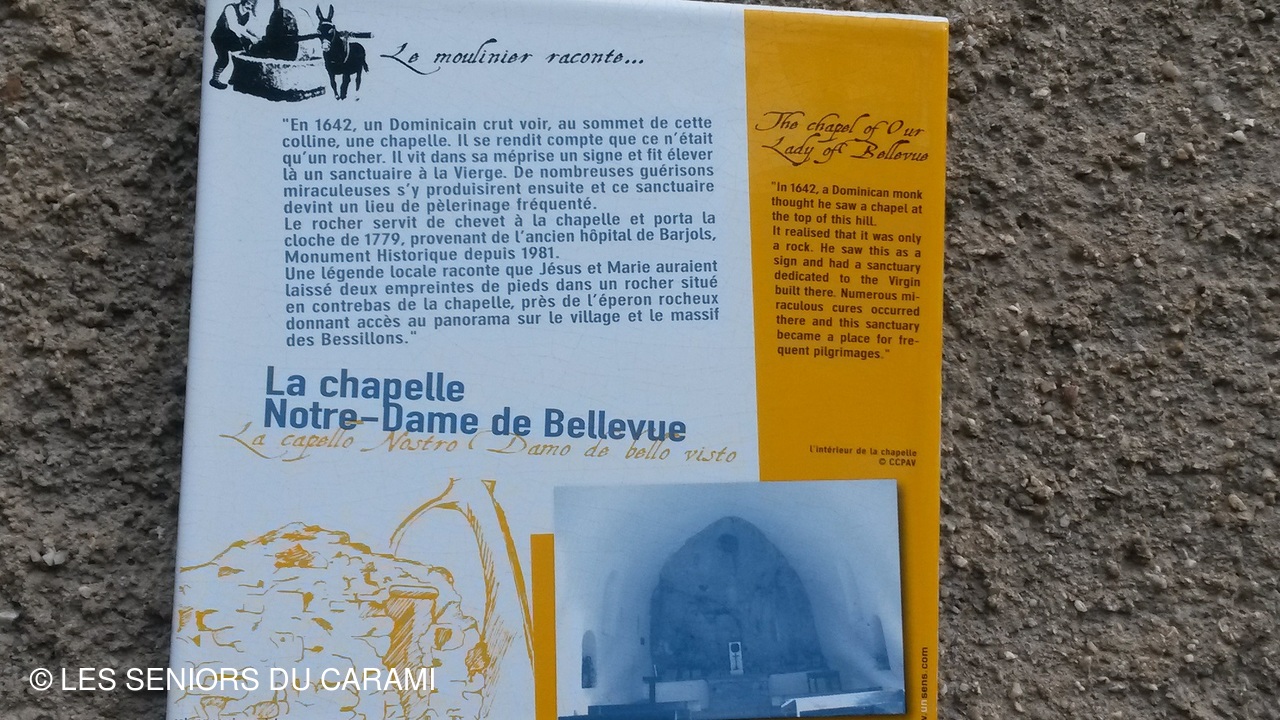 Le moulinier raconte...
"En 1642, un Dominicain crut voir, au sommet de cette
colline, une chapelle. Il se rendit compte que ce n'était
qu'un rocher. Il vit dans sa méprise un signe et fit élever
là un sanctuaire à la Vierge. De nombreuses guérisons
miraculeuses s'y produisirent ensuite et ce sanctuaire
devint un lieu de pèlerinage fréquenté.
Le rocher servit de chevet à la chapelle et porta la
cloche de 1779, provenant de l'ancien hôpital de Barjols,
Monument Historique depuis 1981.
Une légende locale raconte que Jésus et Marie auraient
laissé deux empreintes de pieds dans un rocher situé
en contrebas de la chapelle, près de l'éperon rocheux
donnant accès au panorama sur le village et le massif
des Bessillons."
La chapelle
Notre-Dame de Bellevue
La capello Nostro Damo de bello visto
The chapel of Our
Lady of Bellevue
"In 1642, a Dominican monk
thought he saw a chapel at
the top of this hill.
It realised that it was only
a rock. He saw this as a
sign and had a sanctuary
dedicated to the Virgin
built there. Numerous mi-
raculous cures occurred
there and this sanctuary
became a place for fre-
quent pilgrimages."
l'intérieur de la chapelle
© CCPAV
www.unsens.com
© LES SENIORS DU CARAMI